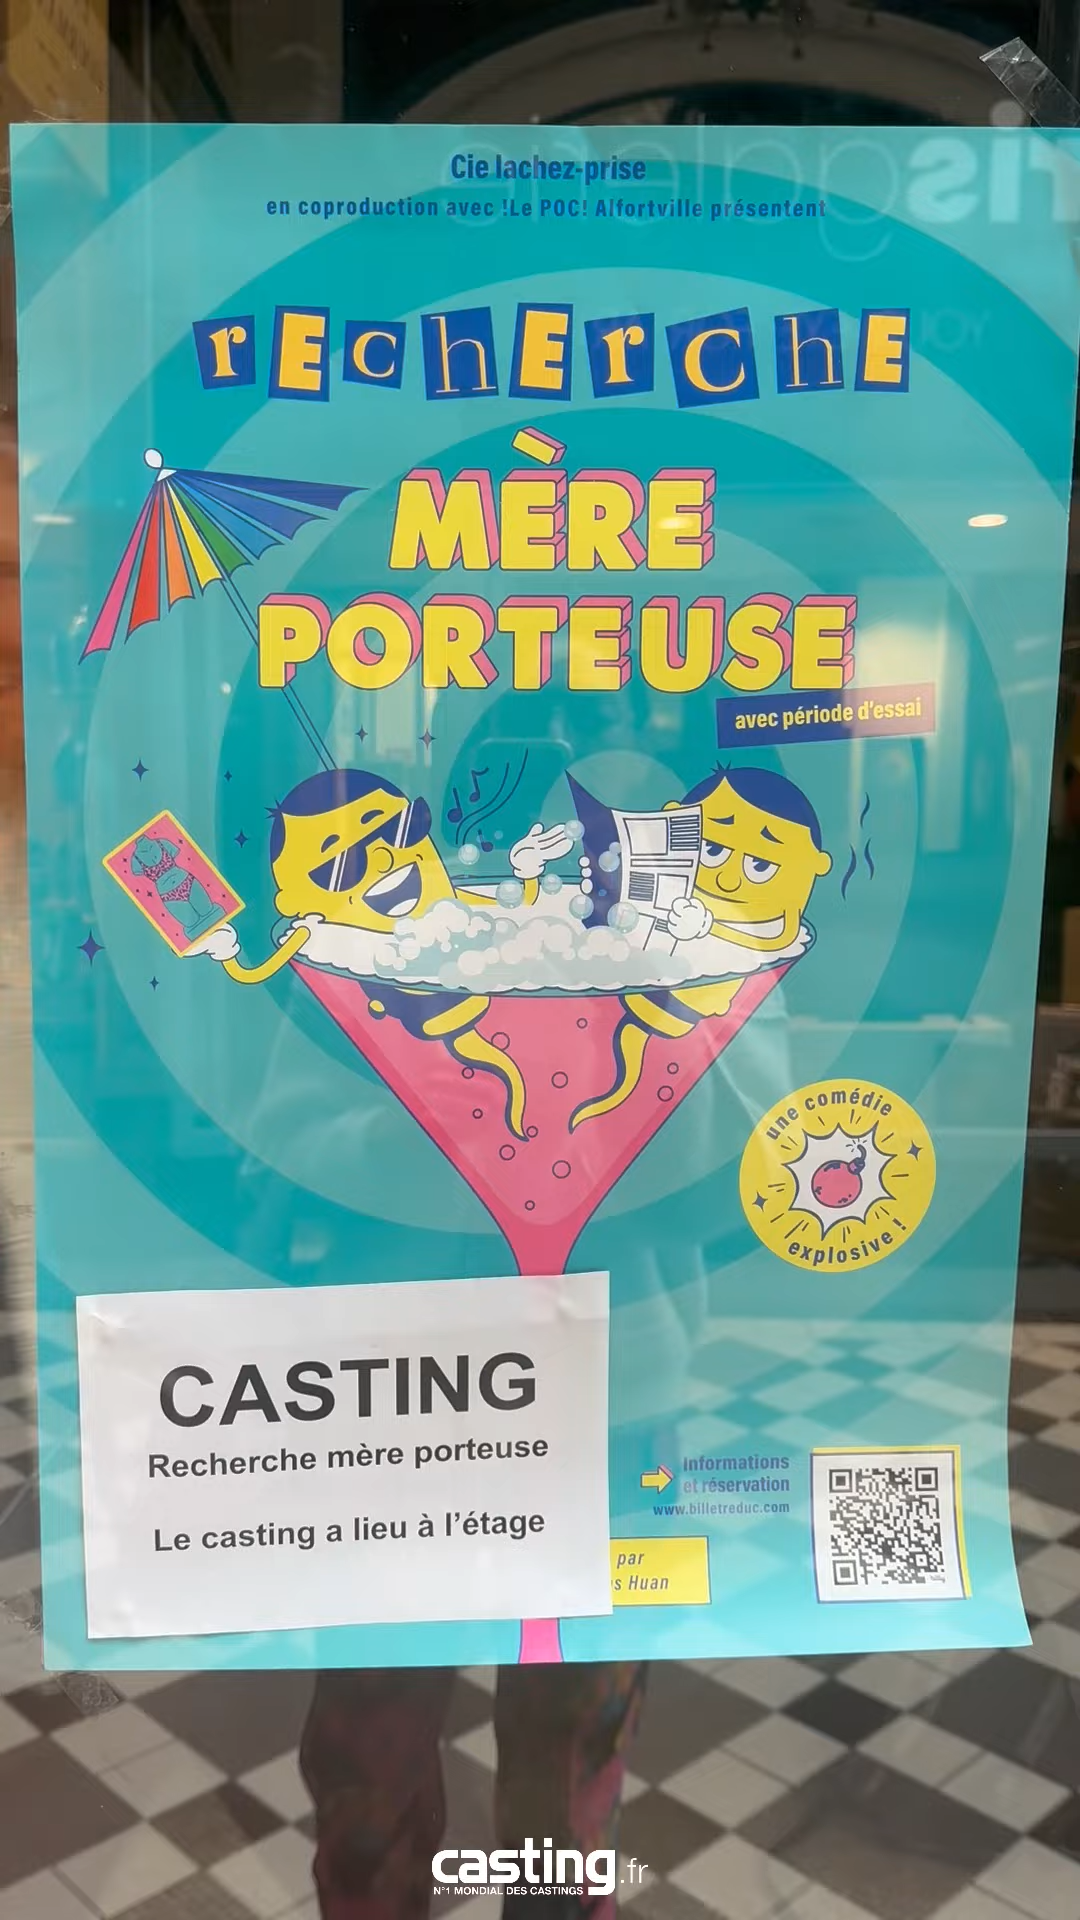 Cie lachez-prise
en coproduction avec !Le POC! Alfortville présentent
rEchErchE
MÈRE
PORTEUSE
avec période d'essai
une comédie
explosive !
CASTING
Recherche mère porteuse
Le casting a lieu à l'étage
Informations
et réservation
www.billetreduc.com
par
s Huan
casting.fr
N°1 MONDIAL DES CASTINGS